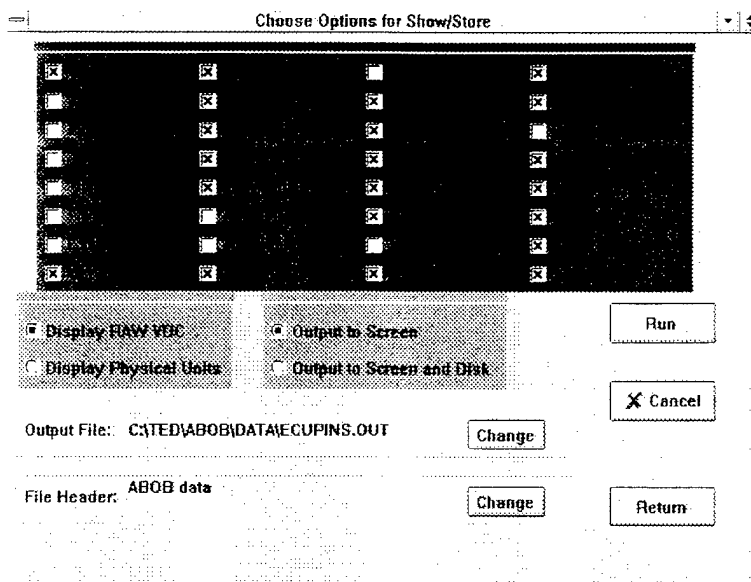 Choose Options for Show/Store
Display RAW VDC
Output to Screen
Run
Display Physical Units
Output to Screen and Disk
Cancel
Output File: C:\TED\ABOB\DATA\ECUPINS.OUT
Change
File Header: ABOB data
Change
Return